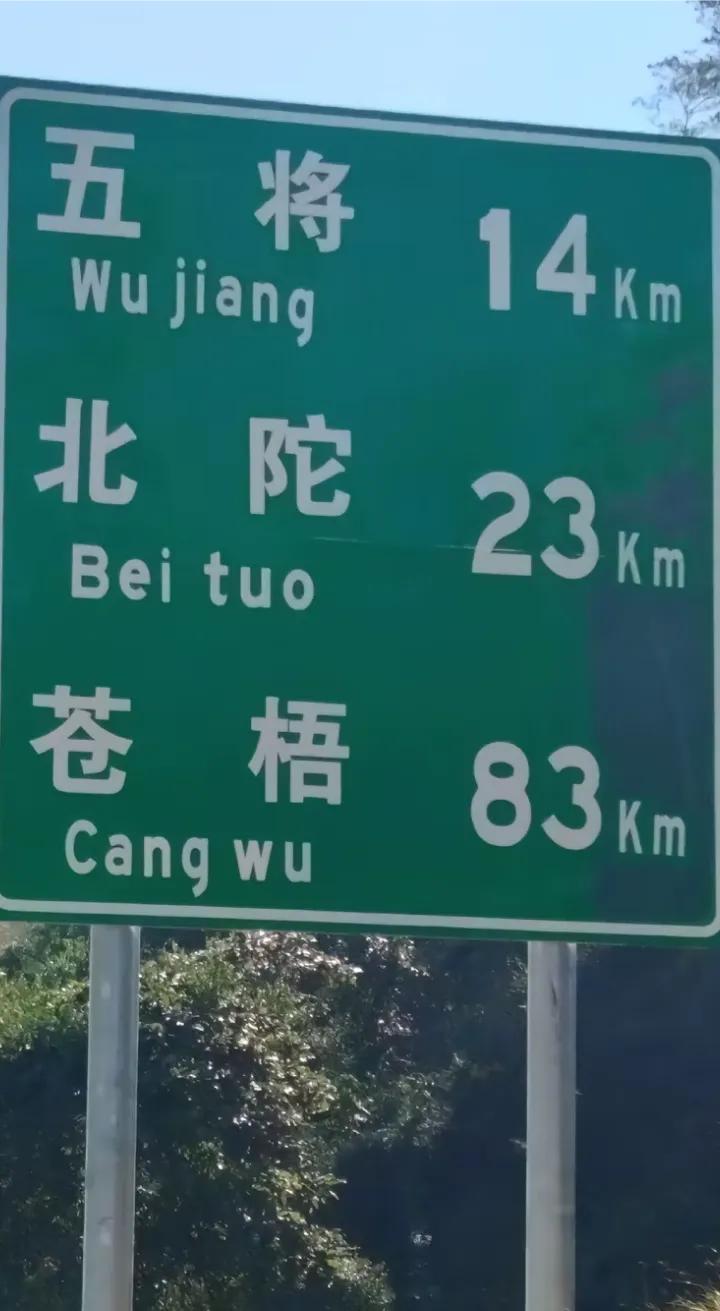 五 将 14 Km
Wu jiang
北 陀 23 Km
Bei tuo
苍 梧 83 Km
Cang wu